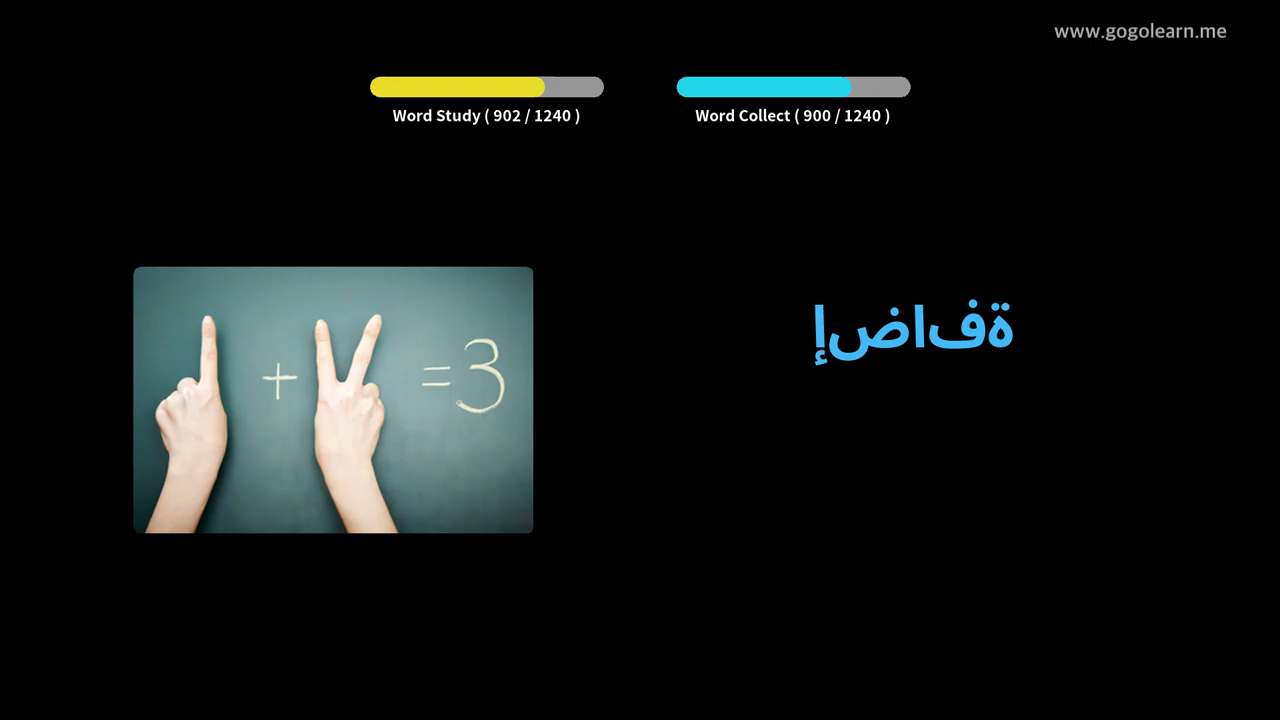 www.gogolearn.me
Word Study ( 902 / 1240 )
Word Collect ( 900 / 1240 )
+ =3
ةفاضإ